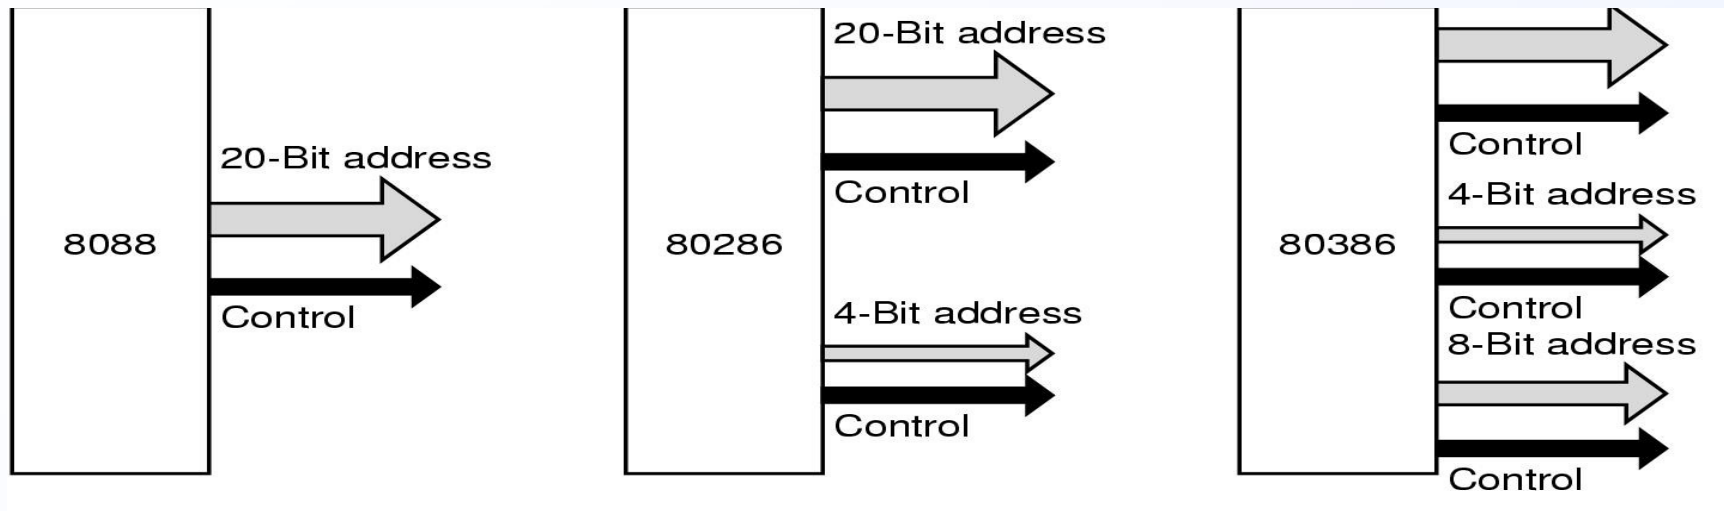 20-Bit address
8088
Control
20-Bit address
Control
80286
4-Bit address
Control
Control
4-Bit address
80386
Control
8-Bit address
Control